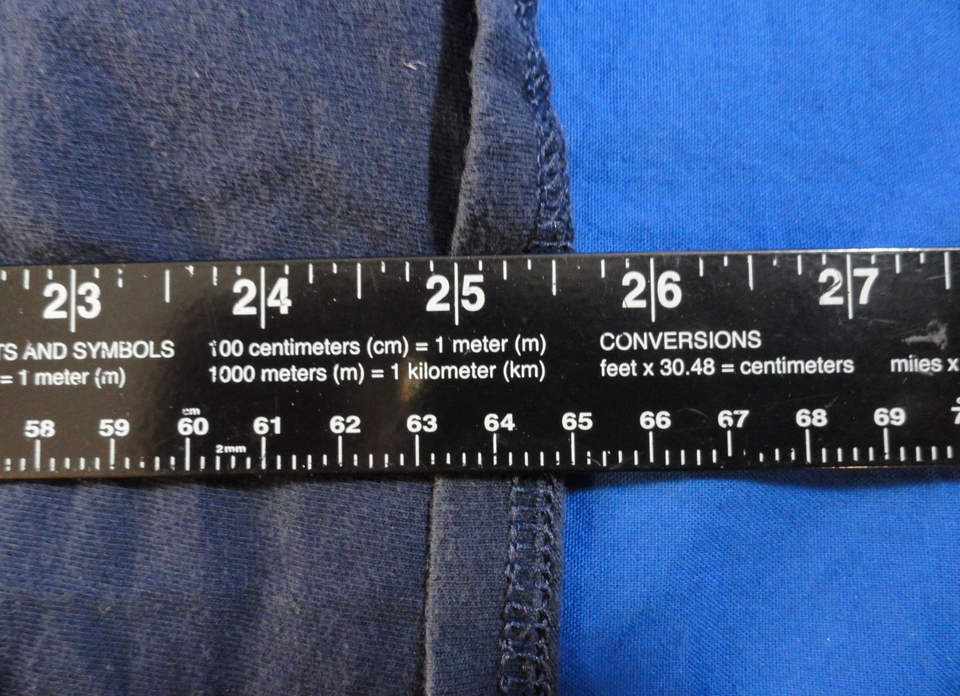 23 24 25 26 27
TS AND SYMBOLS 100 centimeters (cm) = 1 meter (m) CONVERSIONS
= 1 meter (m) 1000 meters (m) = 1 kilometer (km) feet x 30.48 = centimeters miles x
cm
58 59 60 61 62 63 64 65 66 67 68 69 7
2mm